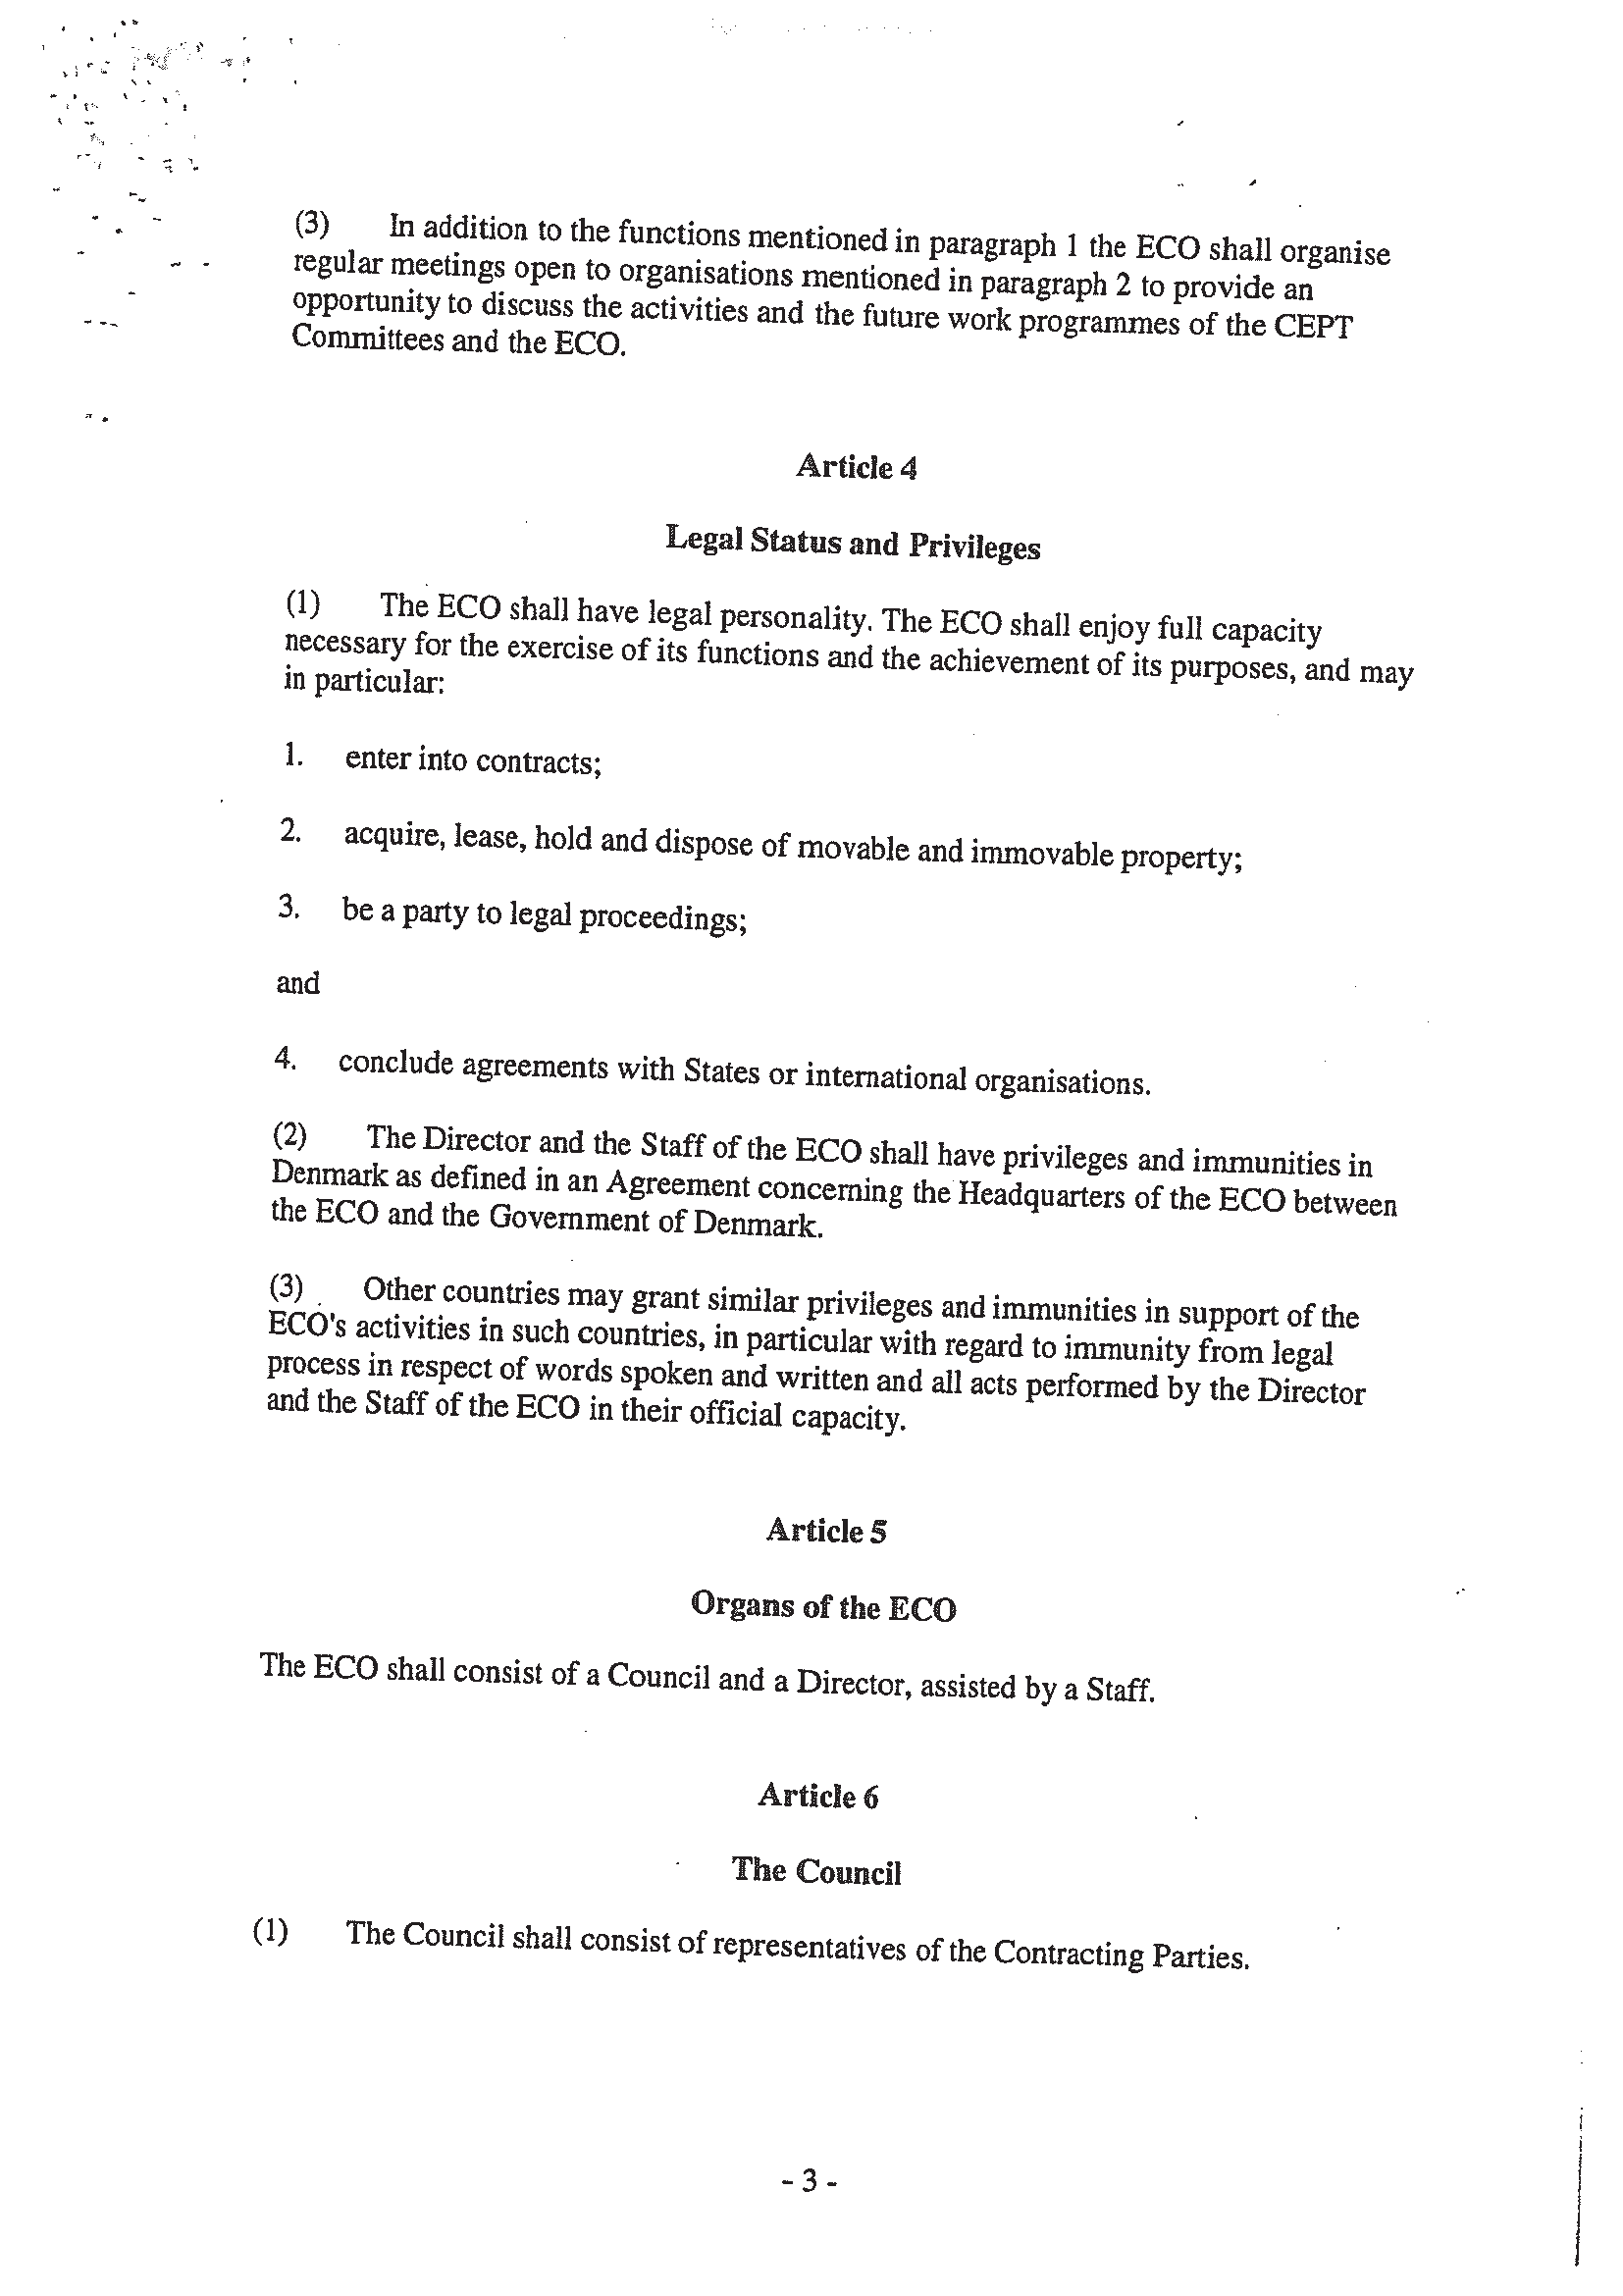 (3) In addition to the functions mentioned in paragraph 1 the ECO shall organise
regular meetings open to organisations mentioned in paragraph 2 to provide an
opportunity to discuss the activities and the future work programmes of the CEPT
Committees and the ECO.
Article 4
Legal Status and Privileges
(1) The ECO shall have legal personality. The ECO shall enjoy full capacity
necessary for the exercise of its functions and the achievement of its purposes, and may
in particular:
1. enter into contracts;
2. acquire, lease, hold and dispose of movable and immovable property;
3. be a party to legal proceedings;
and
4. conclude agreements with States or international organisations.
(2) The Director and the Staff of the ECO shall have privileges and immunities in
Denmark as defined in an Agreement concerning the Headquarters of the ECO between
the ECO and the Government of Denmark.
(3) Other countries may grant similar privileges and immunities in support of the
ECO's activities in such countries, in particular with regard to immunity from legal
process in respect of words spoken and written and all acts performed by the Director
and the Staff of the ECO in their official capacity.
Article 5
Organs of the ECO
The ECO shall consist of a Council and a Director, assisted by a Staff.
Article 6
The Council
(1) The Council shall consist of representatives of the Contracting Parties.
- 3 -